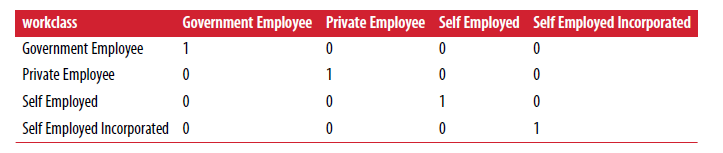 workclass Government Employee Private Employee Self Employed Self Employed Incorporated
Government Employee 1 0 0 0
Private Employee 0 1 0 0
Self Employed 0 0 1 0
Self Employed Incorporated 0 0 0 1